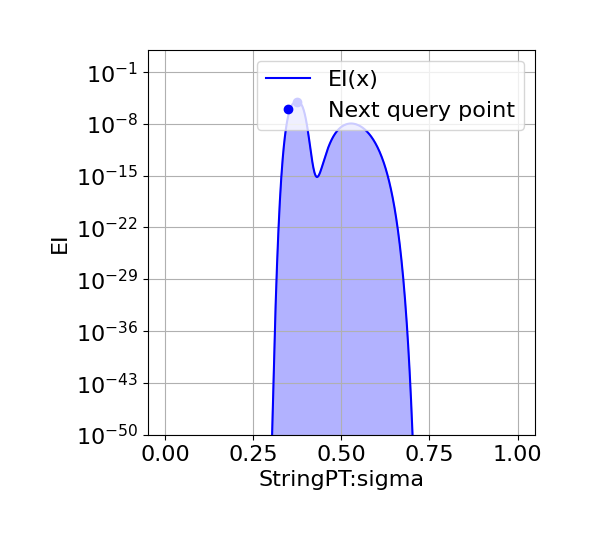 EI(x)
Next query point
10⁻¹
10⁻⁸
10⁻¹⁵
10⁻²²
10⁻²⁹
10⁻³⁶
10⁻⁴³
10⁻⁵⁰
EI
0.00 0.25 0.50 0.75 1.00
StringPT:sigma